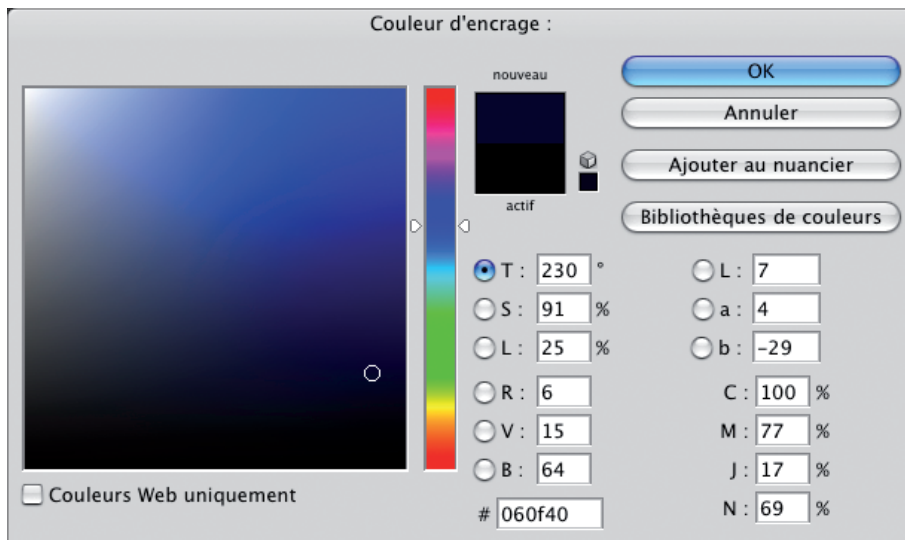 Couleur d'encrage :
nouveau
actif
OK
Annuler
Ajouter au nuancier
Bibliothèques de couleurs
T : 230 °
S : 91 %
L : 25 %
R : 6
V : 15
B : 64
# 060f40
L : 7
a : 4
b : -29
C : 100 %
M : 77 %
J : 17 %
N : 69 %
Couleurs Web uniquement